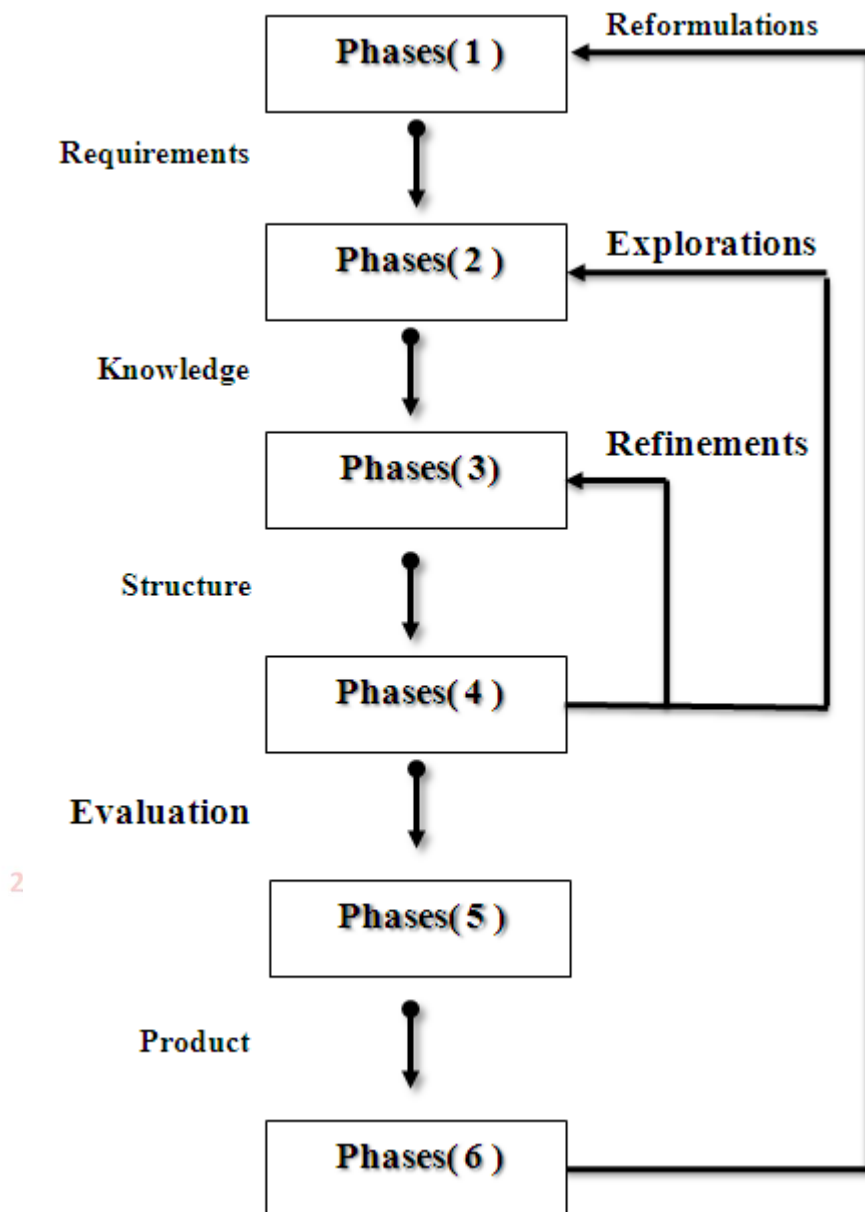 Reformulations
Phases(1)
Requirements
Phases(2)
Explorations
Knowledge
Phases(3)
Refinements
Structure
Phases(4)
Evaluation
2
Phases(5)
Product
Phases(6)